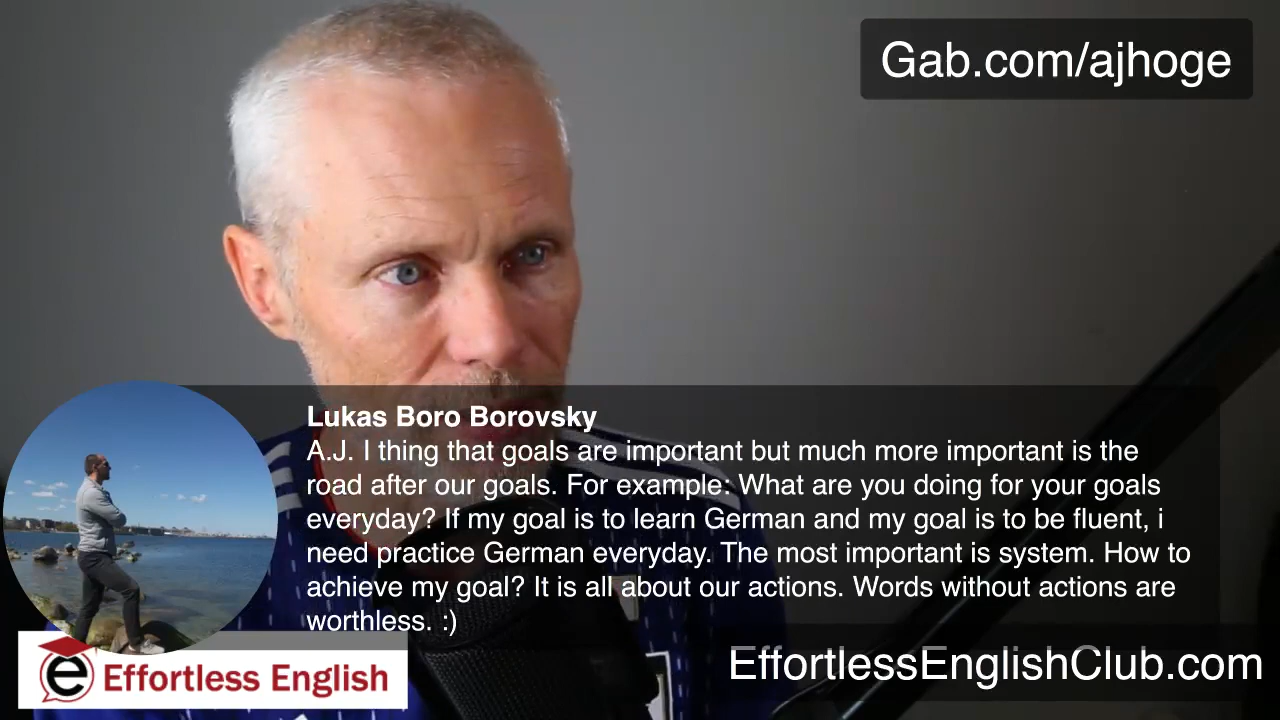 Gab.com/ajhoge
Lukas Boro Borovsky
A.J. I thing that goals are important but much more important is the
road after our goals. For example: What are you doing for your goals
everyday? If my goal is to learn German and my goal is to be fluent, i
need practice German everyday. The most important is system. How to
achieve my goal? It is all about our actions. Words without actions are
worthless. :)
e Effortless English
EffortlessEnglishClub.com